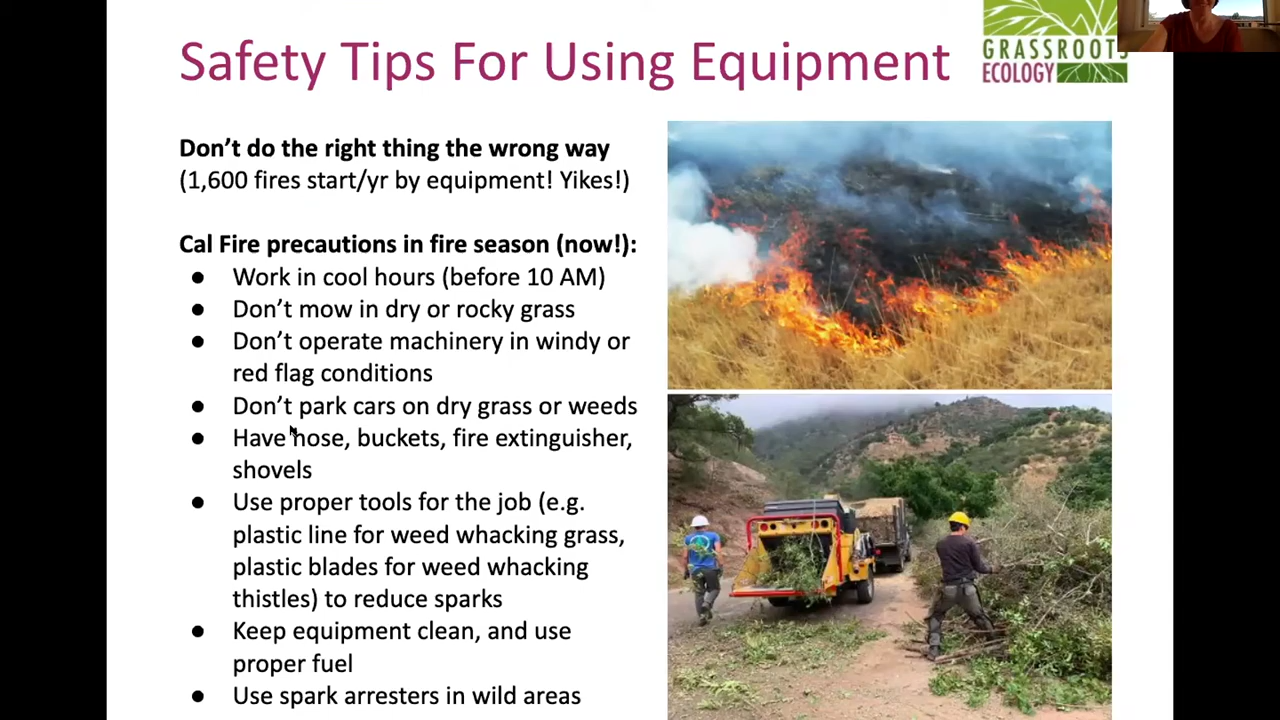 Safety Tips For Using Equipment
GRASSROOTS
ECOLOGY
Don't do the right thing the wrong way
(1,600 fires start/yr by equipment! Yikes!)
Cal Fire precautions in fire season (now!):
● Work in cool hours (before 10 AM)
● Don't mow in dry or rocky grass
● Don't operate machinery in windy or
red flag conditions
● Don't park cars on dry grass or weeds
● Have hose, buckets, fire extinguisher,
shovels
● Use proper tools for the job (e.g.
plastic line for weed whacking grass,
plastic blades for weed whacking
thistles) to reduce sparks
● Keep equipment clean, and use
proper fuel
● Use spark arresters in wild areas